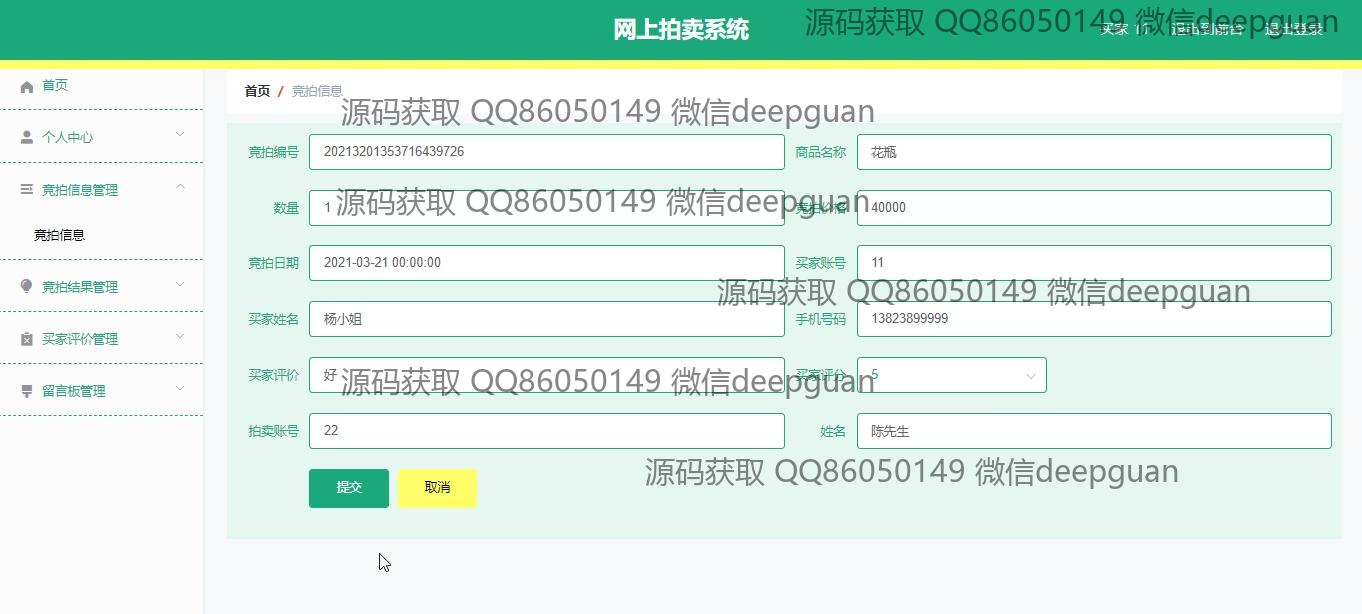 网上拍卖系统
源码获取 QQ86050149 微信deepguan
买家 11 退出到前台 退出登录
首页
个人中心
竞拍信息管理
竞拍信息
竞拍结果管理
买家评价管理
留言板管理
首页 / 竞拍信息
源码获取 QQ86050149 微信deepguan
竞拍编号 20213201353716439726 商品名称 花瓶
数量 1 竞拍价格 40000
源码获取 QQ86050149 微信deepguan
竞拍日期 2021-03-21 00:00:00 买家账号 11
源码获取 QQ86050149 微信deepguan
买家姓名 杨小姐 手机号码 13823899999
买家评价 好 买家评分 5
源码获取 QQ86050149 微信deepguan
拍卖账号 22 姓名 陈先生
源码获取 QQ86050149 微信deepguan
提交 取消